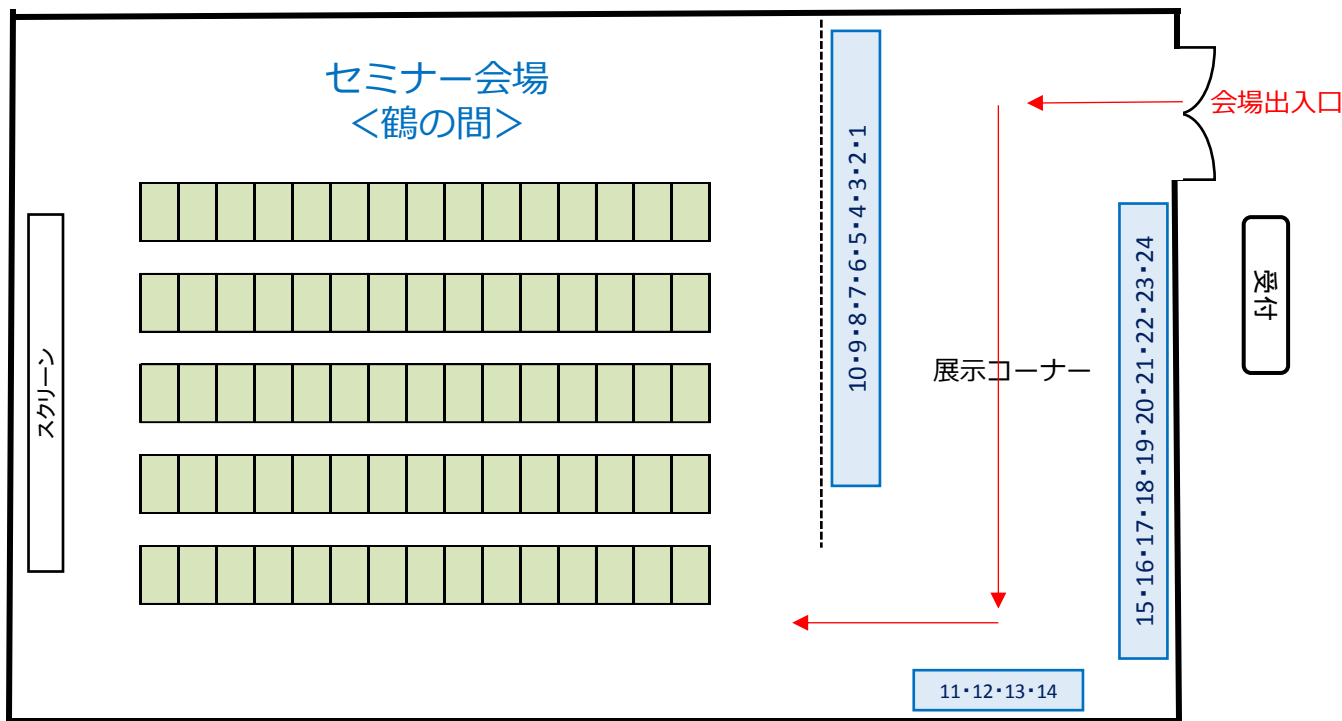 セミナー会場
＜鶴の間＞
会場出入口
10・9・8・7・6・5・4・3・2・1
15・16・17・18・19・20・21・22・23・24
受付
スクリーン
展示コーナー
11・12・13・14